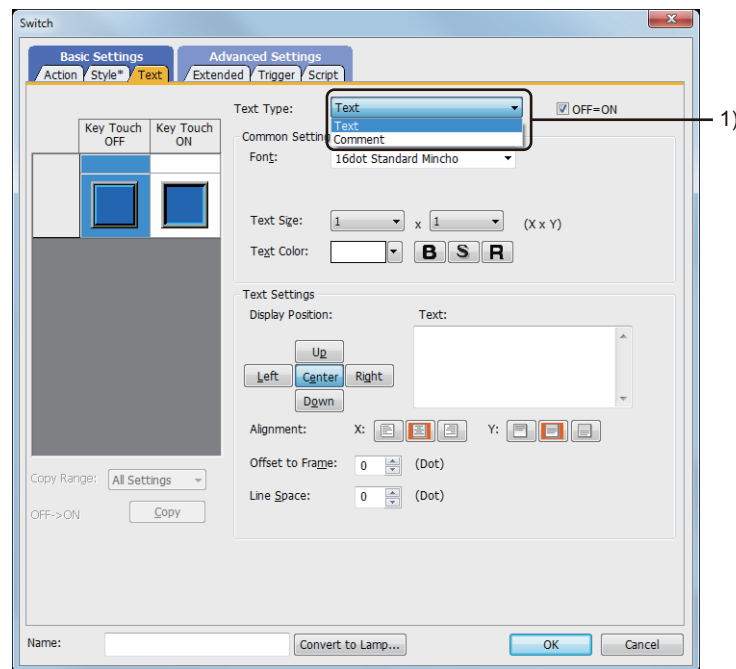 Switch
x
Basic Settings Advanced Settings
Action Style* Text Extended Trigger Script
Text Type: Text OFF=ON
1)
Text
Comment
Key Touch OFF Key Touch ON
Common Setting
Font: 16dot Standard Mincho
Text Size: 1 x 1 (X x Y)
Text Color: B S R
Text Settings
Display Position: Text:
Up
Left Center Right
Down
Alignment: X: Y:
Offset to Frame: 0 (Dot)
Line Space: 0 (Dot)
Copy Range: All Settings
OFF->ON Copy
Name: Convert to Lamp... OK Cancel